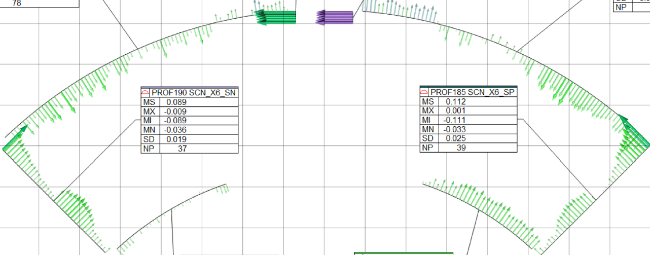 78
NP
PROF190 SCN_X6_SN
MS 0.089
MX -0.009
MI -0.089
MN -0.036
SD 0.019
NP 37
PROF185 SCN_X6_SP
MS 0.112
MX 0.001
MI -0.111
MN -0.033
SD 0.025
NP 39